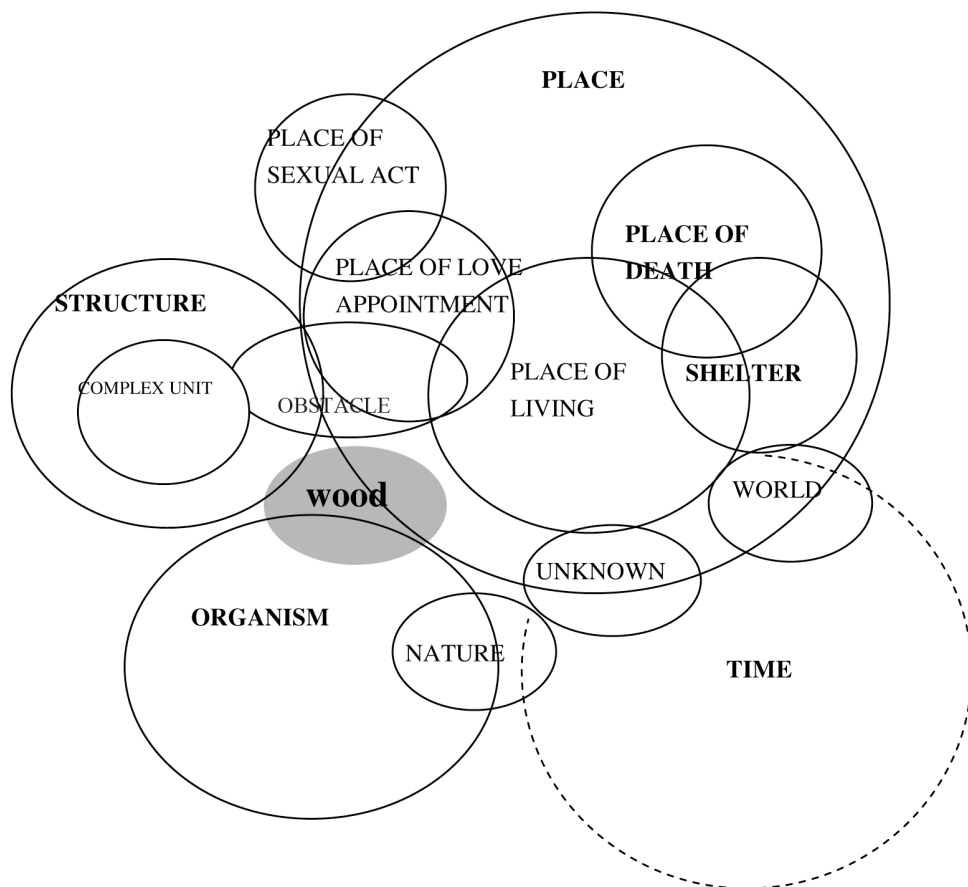 PLACE
PLACE OF
SEXUAL ACT
PLACE OF
DEATH
PLACE OF LOVE
APPOINTMENT
STRUCTURE
PLACE OF
LIVING
SHELTER
COMPLEX UNIT
OBSTACLE
wood
WORLD
UNKNOWN
ORGANISM
NATURE
TIME